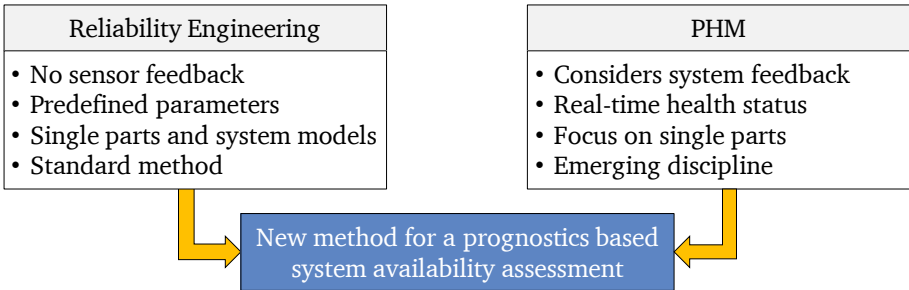 Reliability Engineering
• No sensor feedback
• Predefined parameters
• Single parts and system models
• Standard method
PHM
• Considers system feedback
• Real-time health status
• Focus on single parts
• Emerging discipline
New method for a prognostics based
system availability assessment